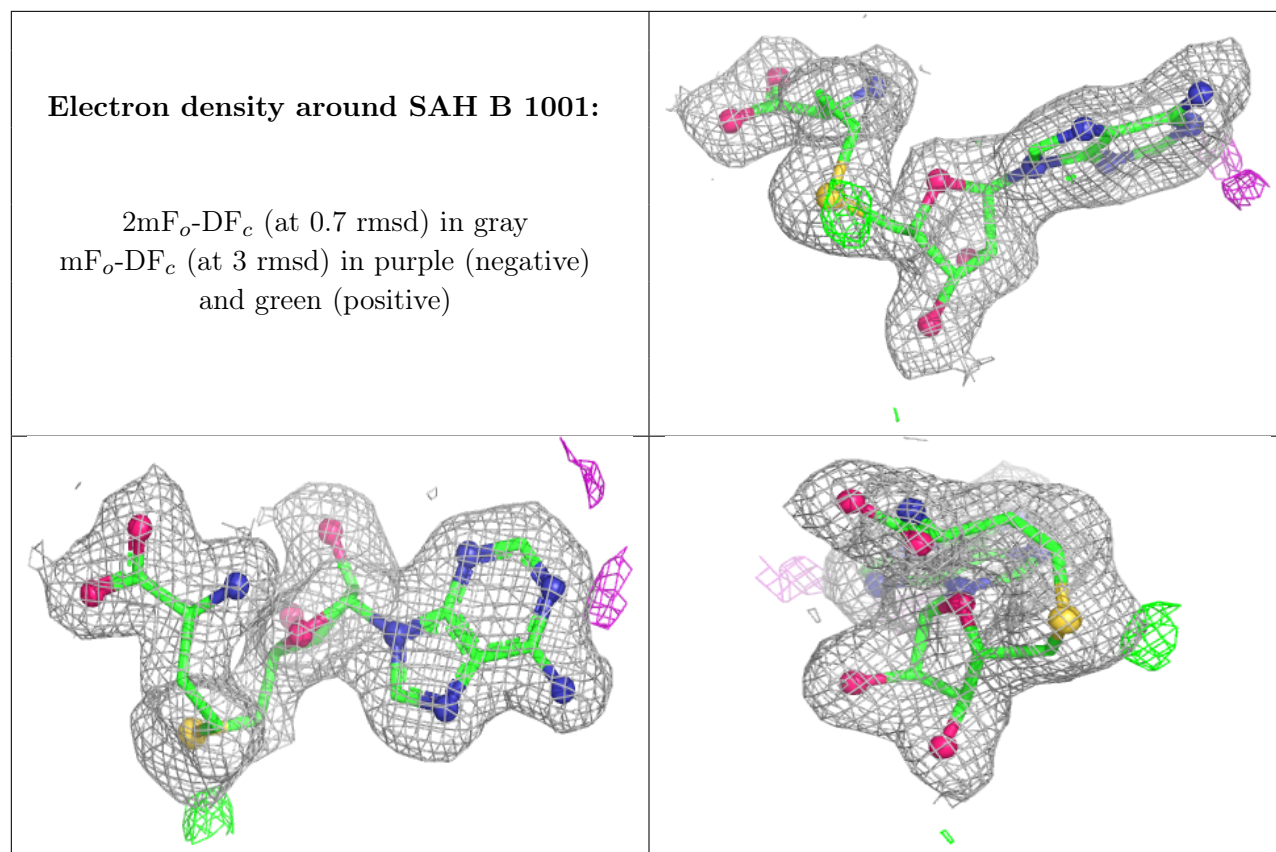 Electron density around SAH B 1001:
2mFo-DFc (at 0.7 rmsd) in gray
mFo-DFc (at 3 rmsd) in purple (negative)
and green (positive)